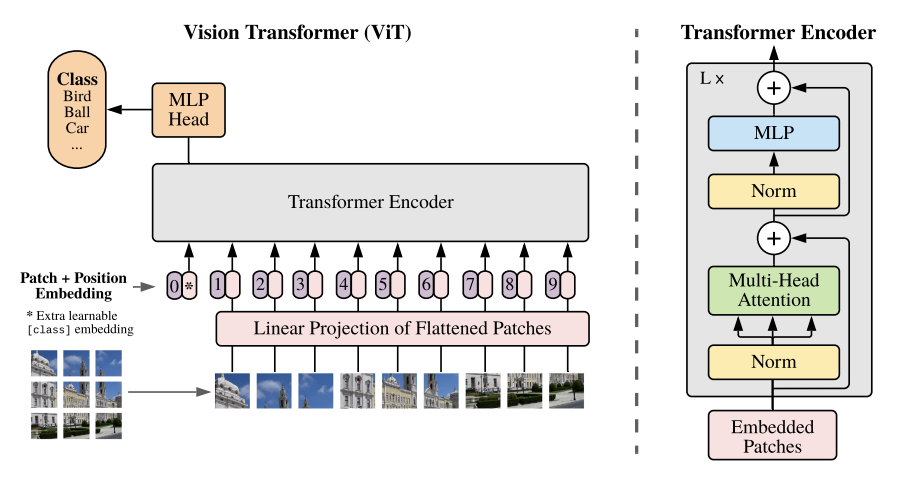 Vision Transformer (ViT)
Class
Bird
Ball
Car
...
MLP
Head
Transformer Encoder
Patch + Position
Embedding
* Extra learnable
[class] embedding
0 * 1 2 3 4 5 6 7 8 9
Linear Projection of Flattened Patches
Transformer Encoder
L ×
+
MLP
Norm
+
Multi-Head
Attention
Norm
Embedded
Patches